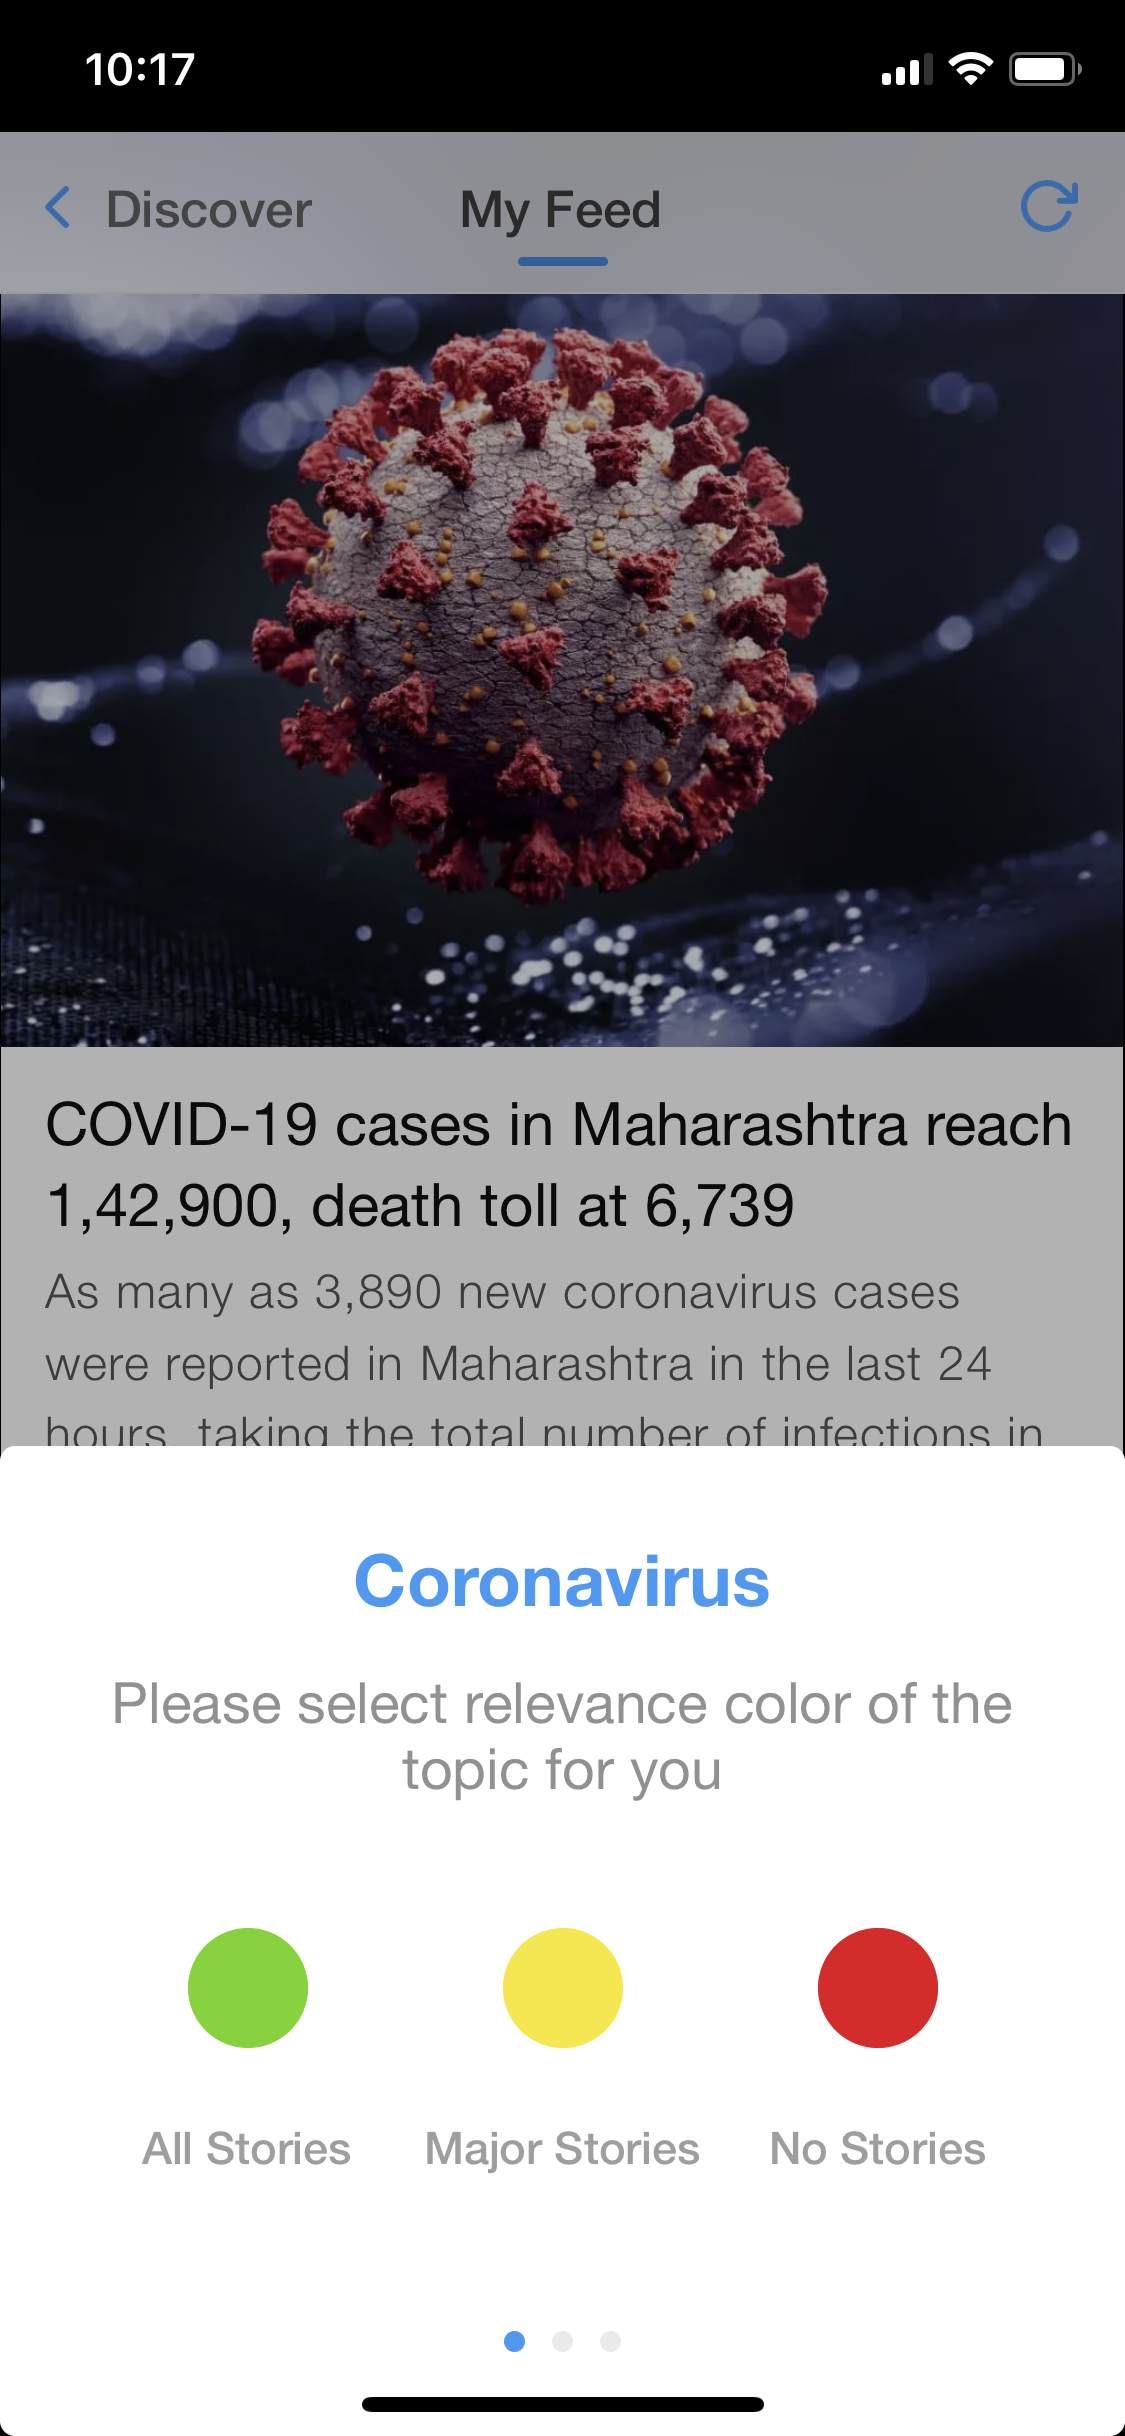 10:17
Discover
My Feed
COVID-19 cases in Maharashtra reach
1,42,900, death toll at 6,739
As many as 3,890 new coronavirus cases
were reported in Maharashtra in the last 24
hours, taking the total number of infections in
Coronavirus
Please select relevance color of the
topic for you
All Stories
Major Stories
No Stories